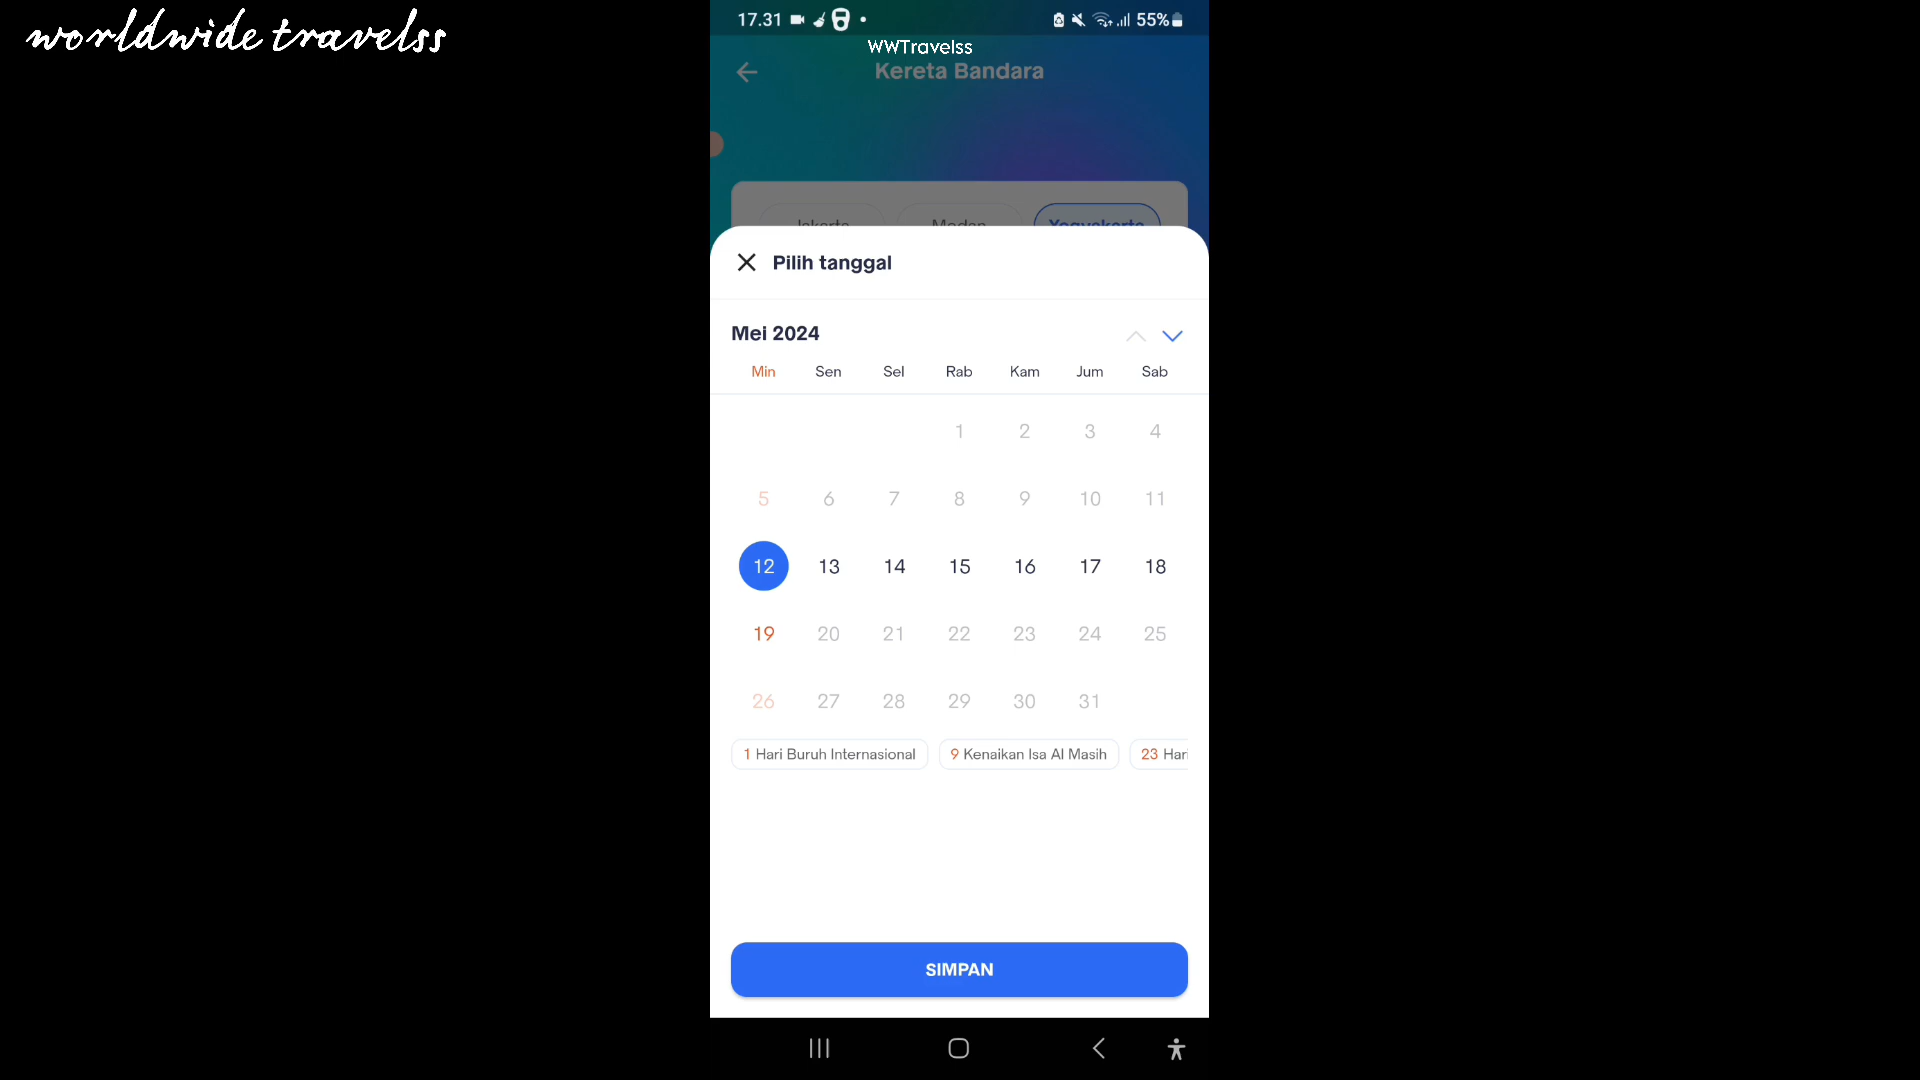 worldwide travelss
17.31
55%
WWTravelss
Kereta Bandara
Jakarta Medan Yogyakarta
Pilih tanggal
Mei 2024
Min Sen Sel Rab Kam Jum Sab
1 2 3 4
5 6 7 8 9 10 11
12 13 14 15 16 17 18
19 20 21 22 23 24 25
26 27 28 29 30 31
1 Hari Buruh Internasional 9 Kenaikan Isa Al Masih 23 Hari
SIMPAN